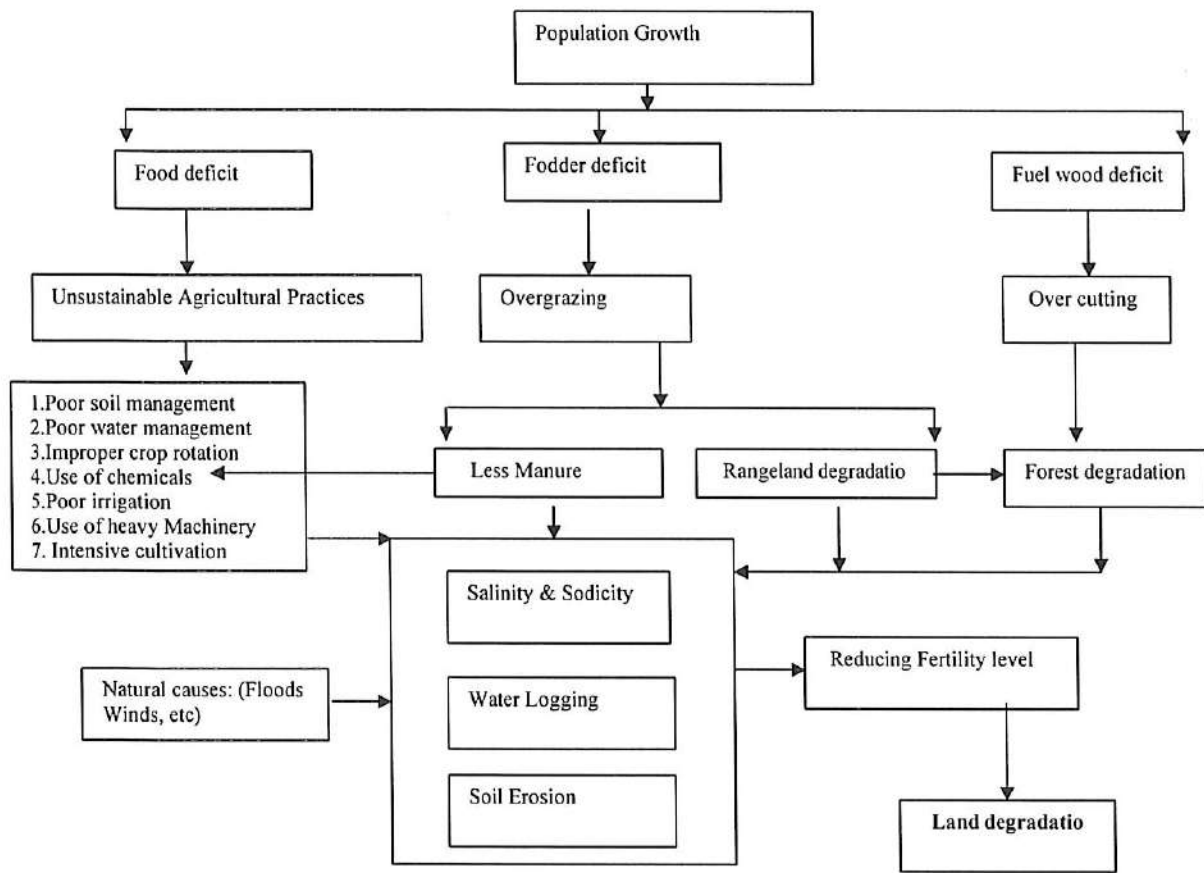 Population Growth
Food deficit
Fodder deficit
Fuel wood deficit
Unsustainable Agricultural Practices
Overgrazing
Over cutting
1.Poor soil management
2.Poor water management
3.Improper crop rotation
4.Use of chemicals
5.Poor irrigation
6.Use of heavy Machinery
7. Intensive cultivation
Less Manure
Rangeland degradatio
Forest degradation
Salinity & Sodicity
Water Logging
Soil Erosion
Natural causes: (Floods
Winds, etc)
Reducing Fertility level
Land degradatio